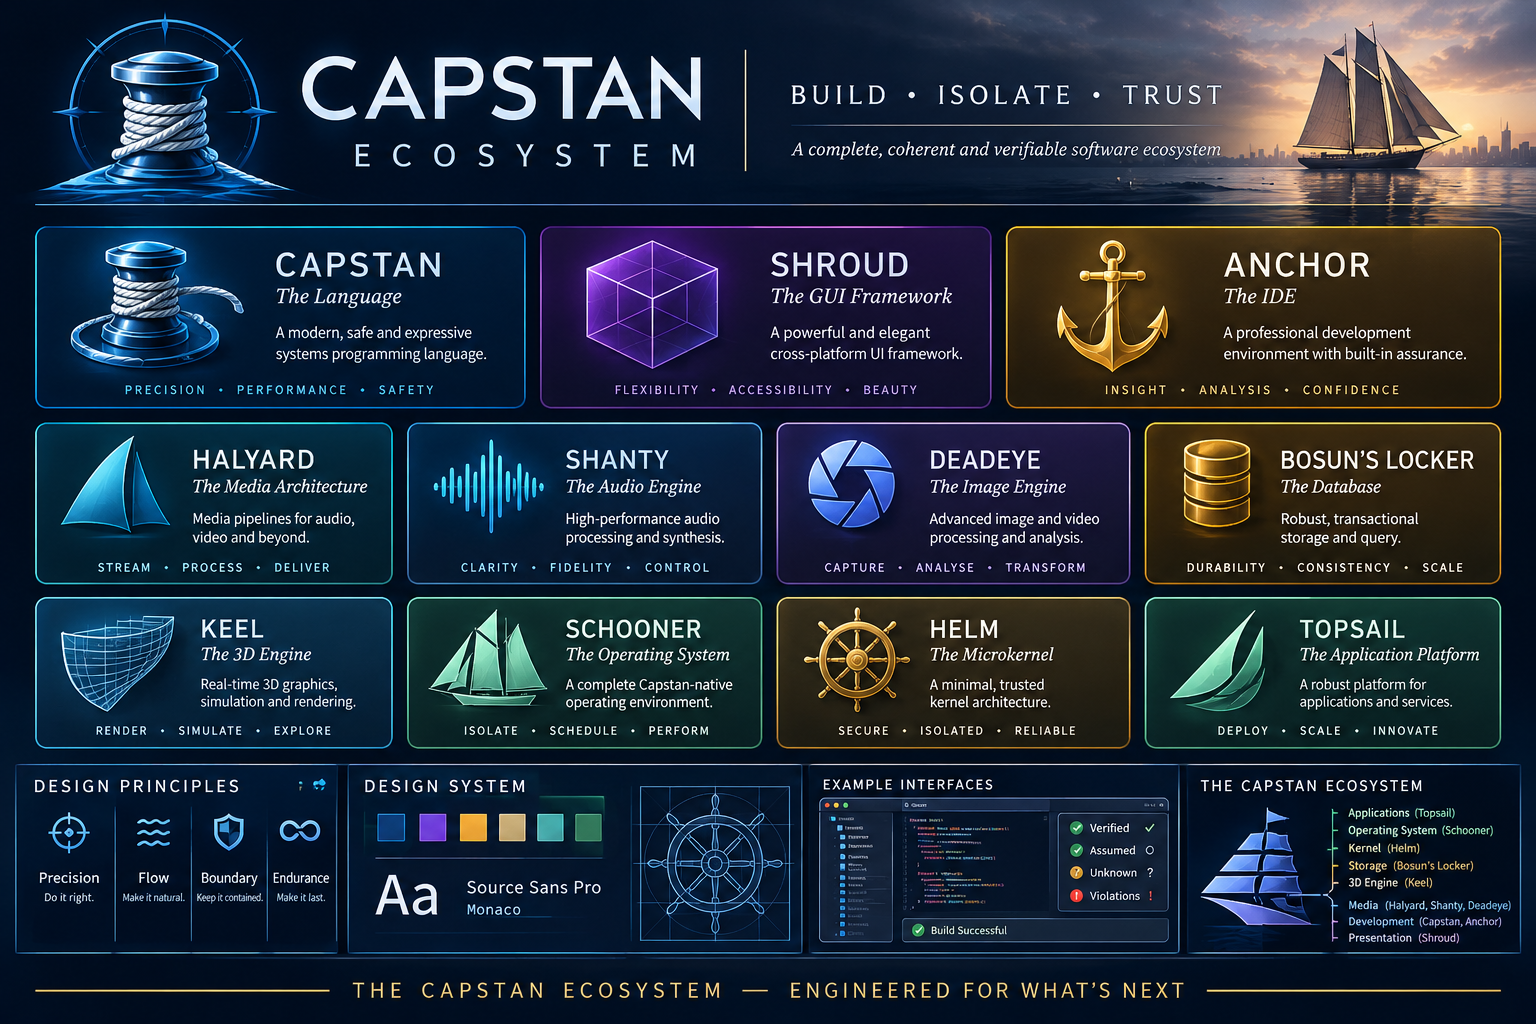 CAPSTAN
ECOSYSTEM
BUILD • ISOLATE • TRUST
A complete, coherent and verifiable software ecosystem
CAPSTAN
The Language
A modern, safe and expressive
systems programming language.
PRECISION • PERFORMANCE • SAFETY
SHROUD
The GUI Framework
A powerful and elegant
cross-platform UI framework.
FLEXIBILITY • ACCESSIBILITY • BEAUTY
ANCHOR
The IDE
A professional development
environment with built-in assurance.
INSIGHT • ANALYSIS • CONFIDENCE
HALYARD
The Media Architecture
Media pipelines for audio,
video and beyond.
STREAM • PROCESS • DELIVER
SHANTY
The Audio Engine
High-performance audio
processing and synthesis.
CLARITY • FIDELITY • CONTROL
DEADEYE
The Image Engine
Advanced image and video
processing and analysis.
CAPTURE • ANALYSE • TRANSFORM
BOSUN'S LOCKER
The Database
Robust, transactional
storage and query.
DURABILITY • CONSISTENCY • SCALE
KEEL
The 3D Engine
Real-time 3D graphics,
simulation and rendering.
RENDER • SIMULATE • EXPLORE
SCHOONER
The Operating System
A complete Capstan-native
operating environment.
ISOLATE • SCHEDULE • PERFORM
HELM
The Microkernel
A minimal, trusted
kernel architecture.
SECURE • ISOLATED • RELIABLE
TOPSAIL
The Application Platform
A robust platform for
applications and services.
DEPLOY • SCALE • INNOVATE
DESIGN PRINCIPLES
Precision
Do it right.
Flow
Make it natural.
Boundary
Keep it contained.
Endurance
Make it last.
DESIGN SYSTEM
Aa
Source Sans Pro
Monaco
EXAMPLE INTERFACES
Verified
Assumed
Unknown ?
Violations !
Build Successful
THE CAPSTAN ECOSYSTEM
Applications (Topsail)
Operating System (Schooner)
Kernel (Helm)
Storage (Bosun's Locker)
3D Engine (Keel)
Media (Halyard, Shanty, Deadeye)
Development (Capstan, Anchor)
Presentation (Shroud)
THE CAPSTAN ECOSYSTEM — ENGINEERED FOR WHAT'S NEXT